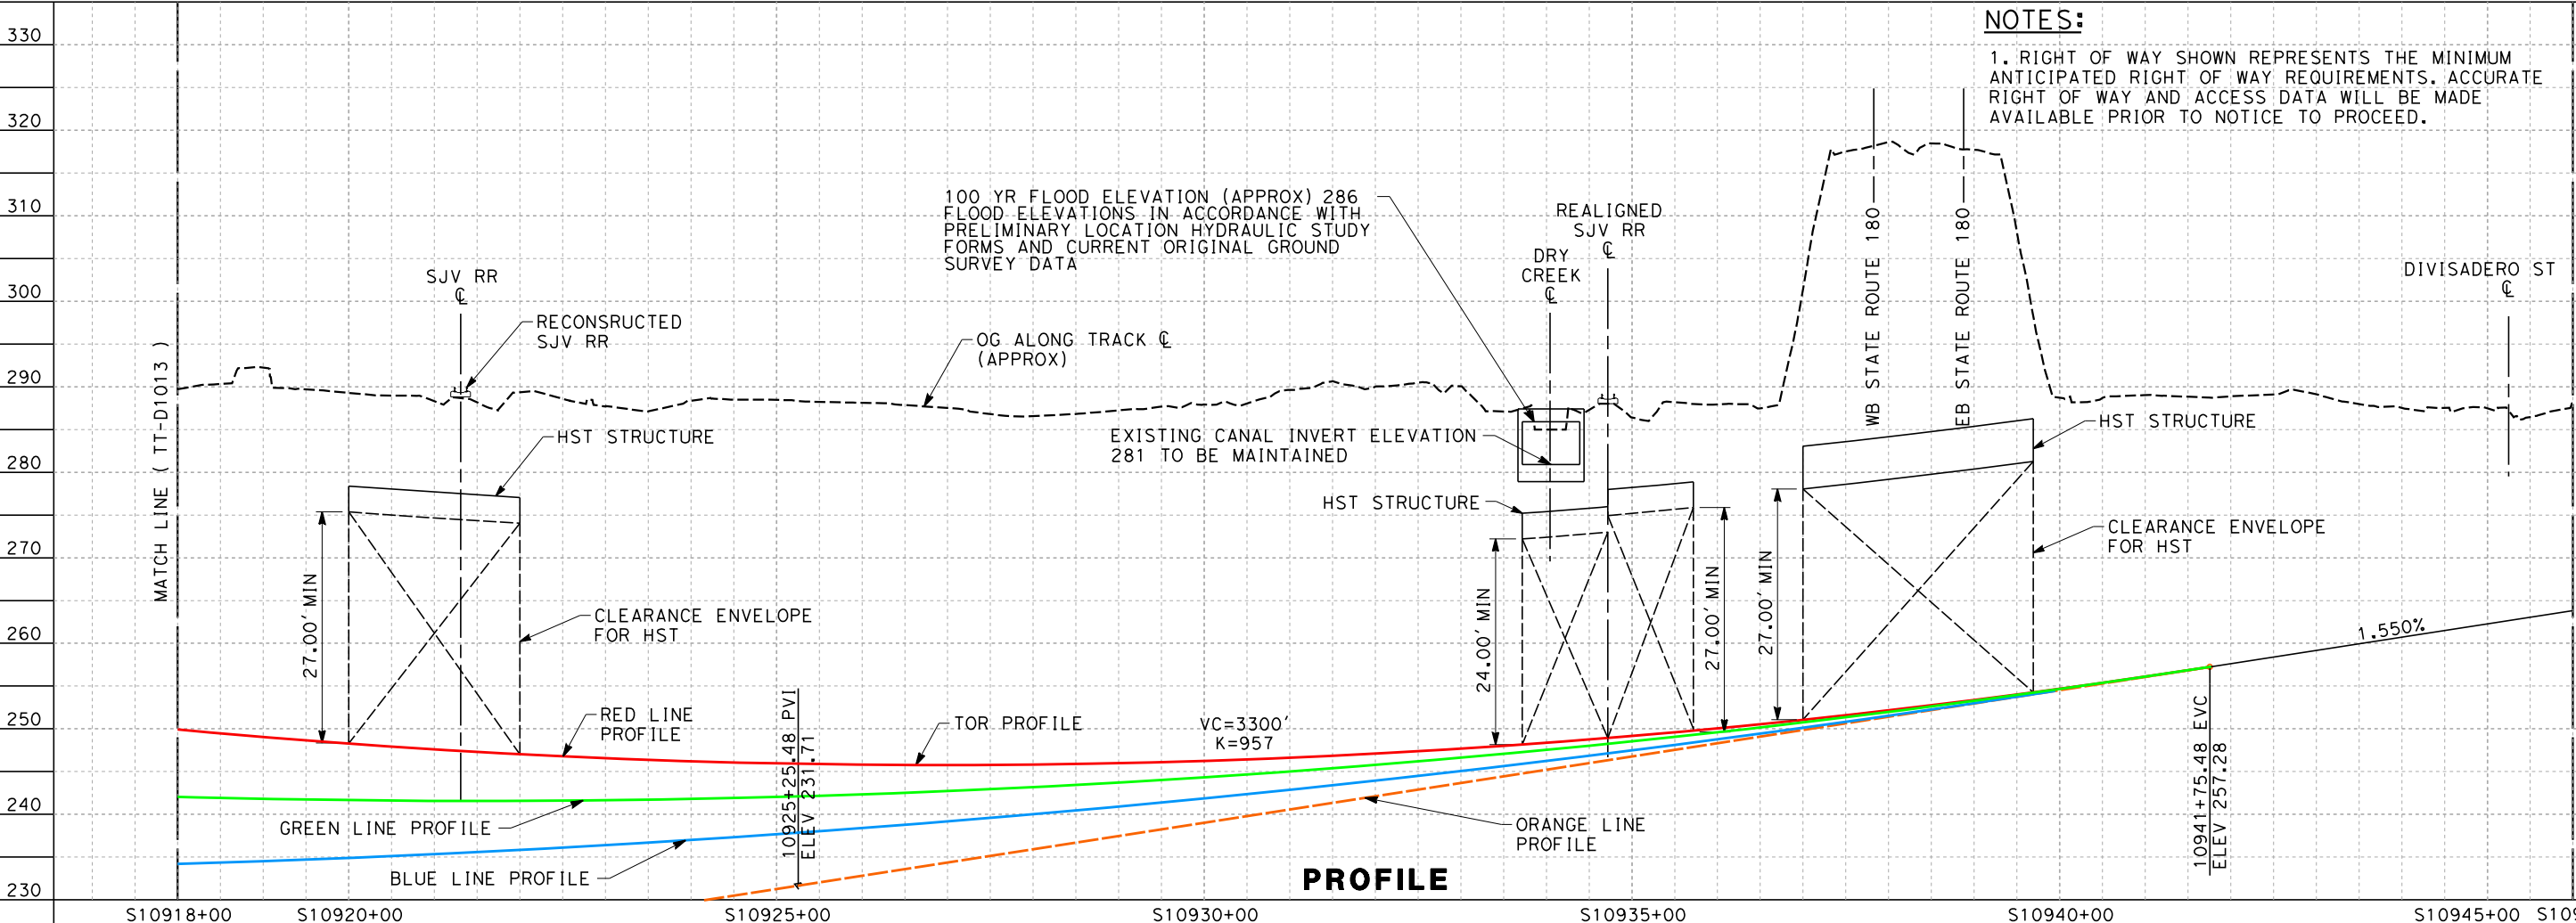 NOTES:
1. RIGHT OF WAY SHOWN REPRESENTS THE MINIMUM
ANTICIPATED RIGHT OF WAY REQUIREMENTS. ACCURATE
RIGHT OF WAY AND ACCESS DATA WILL BE MADE
AVAILABLE PRIOR TO NOTICE TO PROCEED.
330
320
310
300
290
280
270
260
250
240
230
MATCH LINE ( TT-D1013 )
SJV RR
℄
RECONSRUCTED
SJV RR
HST STRUCTURE
27.00' MIN
CLEARANCE ENVELOPE
FOR HST
RED LINE
PROFILE
GREEN LINE PROFILE
BLUE LINE PROFILE
10925+25.48 PVI
ELEV 231.71
TOR PROFILE
OG ALONG TRACK ℄
(APPROX)
100 YR FLOOD ELEVATION (APPROX) 286
FLOOD ELEVATIONS IN ACCORDANCE WITH
PRELIMINARY LOCATION HYDRAULIC STUDY
FORMS AND CURRENT ORIGINAL GROUND
SURVEY DATA
EXISTING CANAL INVERT ELEVATION
281 TO BE MAINTAINED
VC=3300'
K=957
DRY
CREEK
℄
REALIGNED
SJV RR
℄
HST STRUCTURE
24.00' MIN
27.00' MIN
27.00' MIN
WB STATE ROUTE 180
EB STATE ROUTE 180
HST STRUCTURE
CLEARANCE ENVELOPE
FOR HST
DIVISADERO ST
℄
1.550%
10941+75.48 EVC
ELEV 257.28
ORANGE LINE
PROFILE
PROFILE
S10918+00
S10920+00
S10925+00
S10930+00
S10935+00
S10940+00
S10945+00